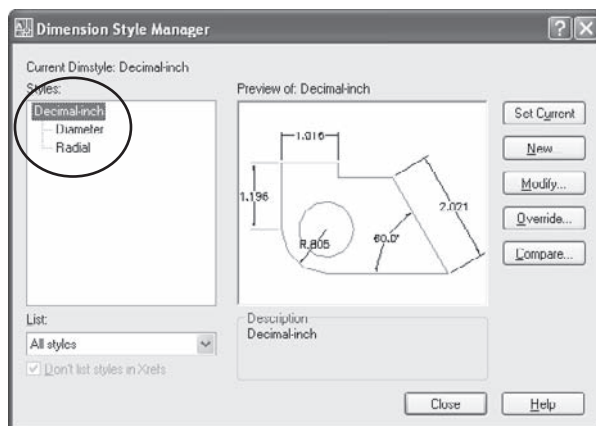 Dimension Style Manager
Current Dimstyle: Decimal-inch
Styles:
Decimal-inch
Diameter
Radial
Preview of: Decimal-inch
1.016
1.196
2.021
60.0°
R.805
Set Current
New...
Modify...
Override...
Compare...
List:
All styles
Don't list styles in Xrefs
Description
Decimal-inch
Close
Help